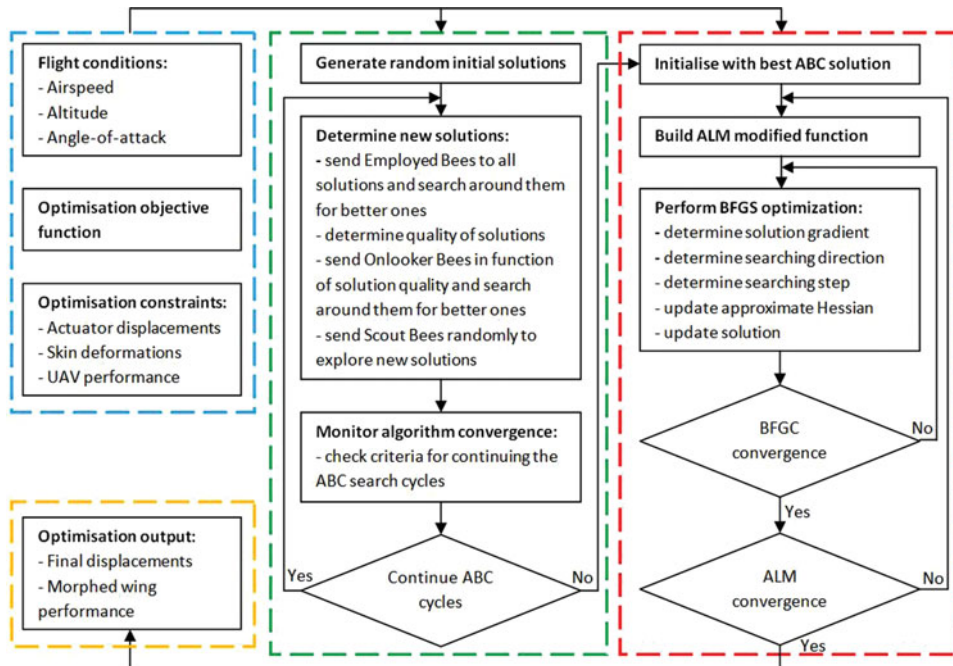 Flight conditions:
- Airspeed
- Altitude
- Angle-of-attack
Optimisation objective
function
Optimisation constraints:
- Actuator displacements
- Skin deformations
- UAV performance
Optimisation output:
- Final displacements
- Morphed wing
performance
Generate random initial solutions
Determine new solutions:
- send Employed Bees to all
solutions and search around them
for better ones
- determine quality of solutions
- send Onlooker Bees in function
of solution quality and search
around them for better ones
- send Scout Bees randomly to
explore new solutions
Monitor algorithm convergence:
- check criteria for continuing the
ABC search cycles
Yes
Continue ABC
cycles
No
Initialise with best ABC solution
Build ALM modified function
Perform BFGS optimization:
- determine solution gradient
- determine searching direction
- determine searching step
- update approximate Hessian
- update solution
BFGC
convergence
No
Yes
ALM
convergence
No
Yes